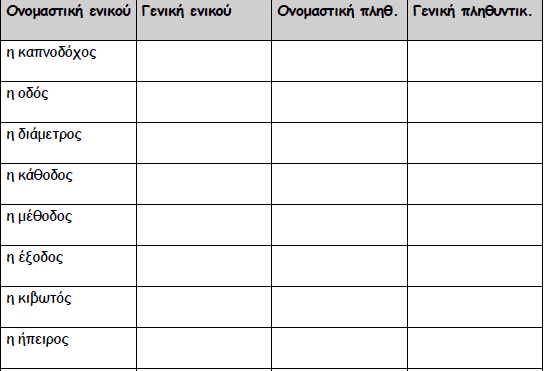 Ονομαστική ενικού Γενική ενικού Ονομαστική πληθ. Γενική πληθυντικ.
η καπνοδόχος
η οδός
η διάμετρος
η κάθοδος
η μέθοδος
η έξοδος
η κιβωτός
η ήπειρος